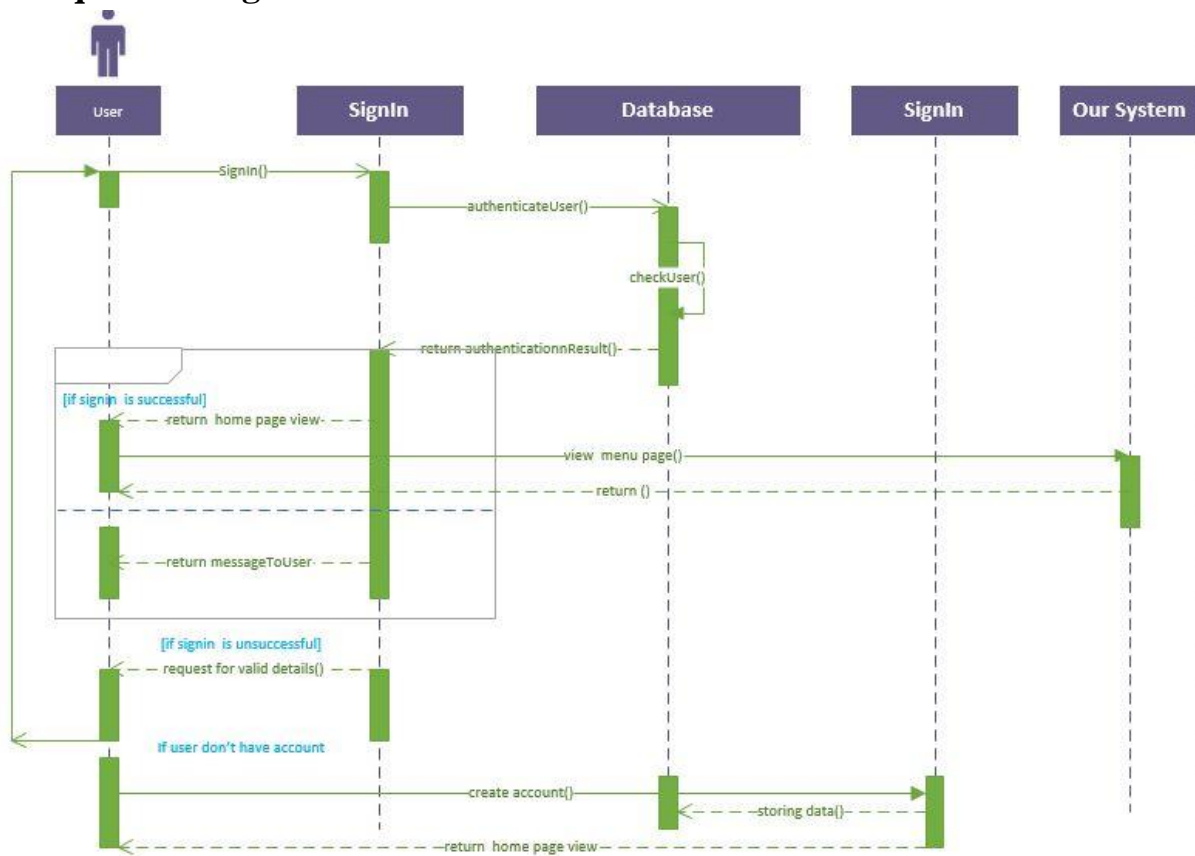 User
SignIn
Database
SignIn
Our System
SignIn()
authenticateUser()
checkUser()
return authenticationnResult()
[if signin is successful]
return home page view
view menu page()
return ()
return messageToUser
[if signin is unsuccessful]
request for valid details()
If user don't have account
create account()
storing data()
return home page view